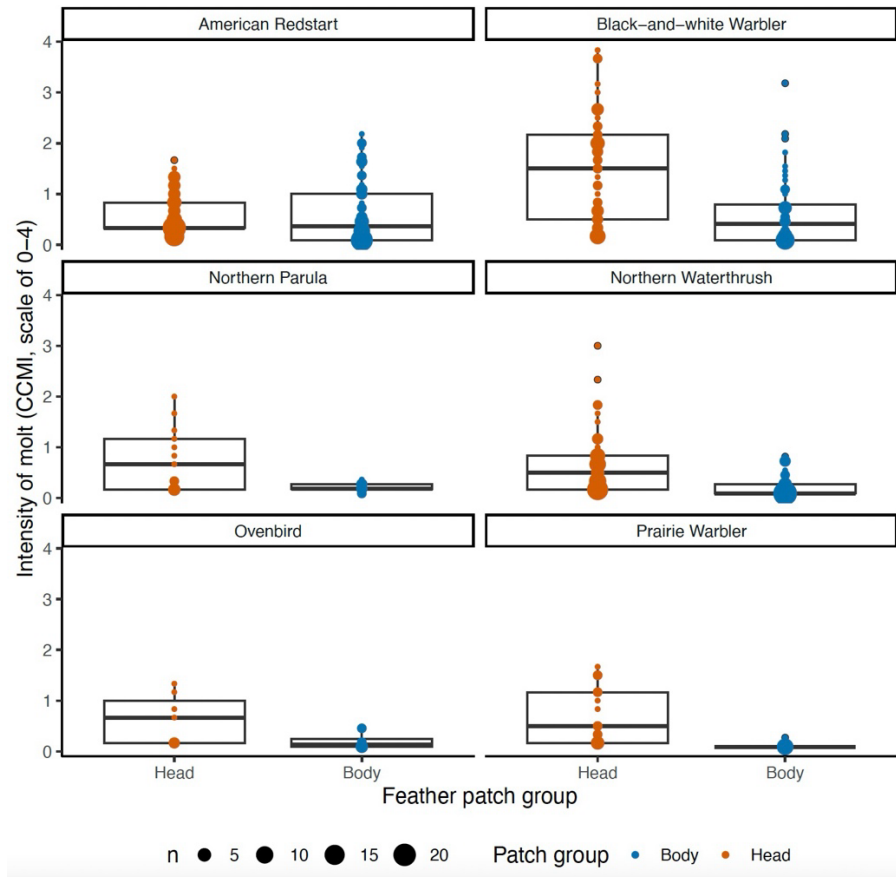 American Redstart
Black−and−white Warbler
4
3
2
1
0
Northern Parula
Northern Waterthrush
4
3
2
1
0
Ovenbird
Prairie Warbler
4
3
2
1
0
Intensity of molt (CCMI, scale of 0−4)
Head Body Head Body
Feather patch group
n 5 10 15 20 Patch group Body Head